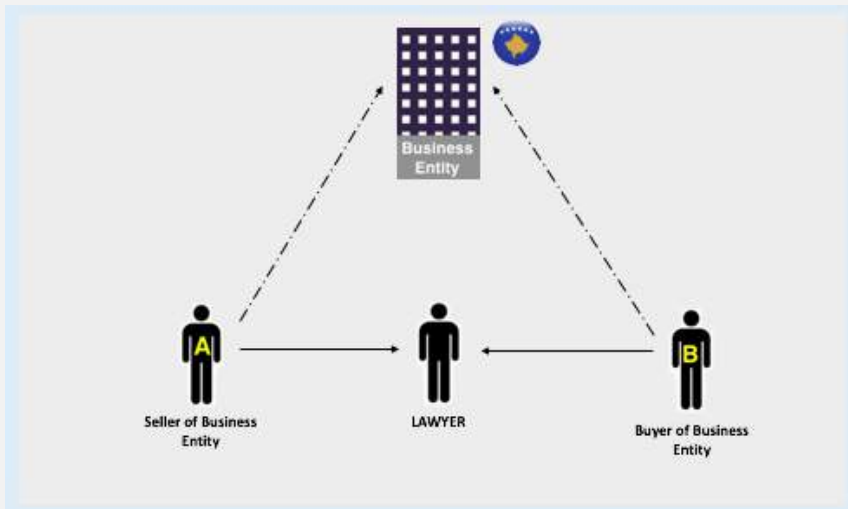 Business
Entity
A
B
Seller of Business
Entity
LAWYER
Buyer of Business
Entity